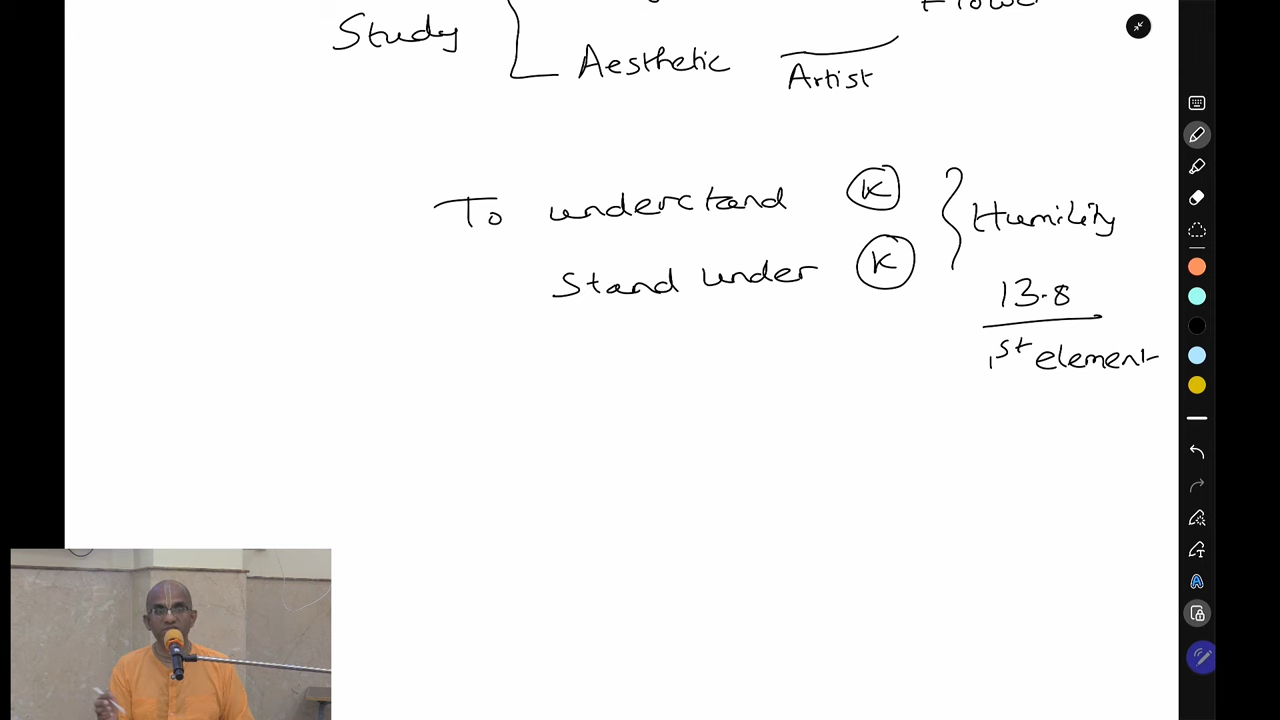 Study
Aesthetic
Artist
To understand K
Stand under K
Humility
13.8
1st element